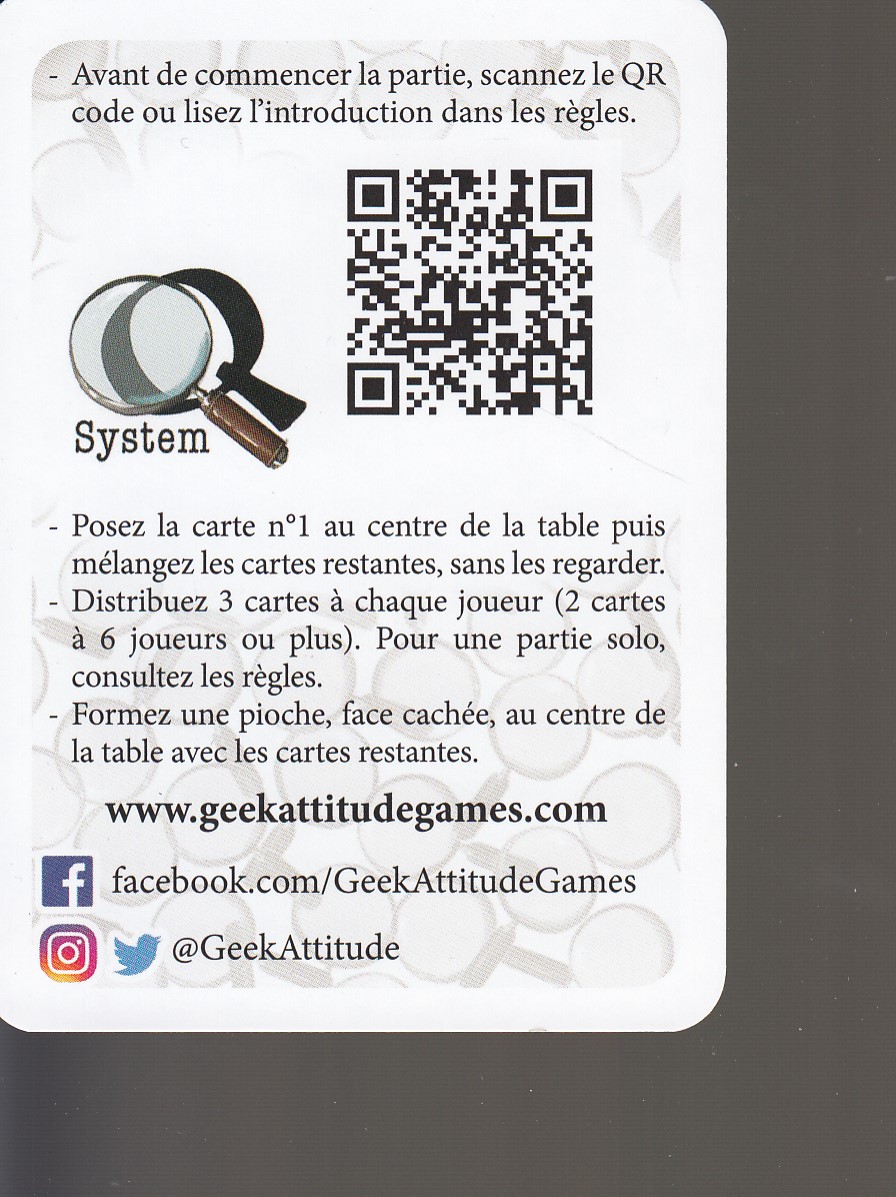 - Avant de commencer la partie, scannez le QR
code ou lisez l'introduction dans les règles.
System
- Posez la carte n°1 au centre de la table puis
mélangez les cartes restantes, sans les regarder.
- Distribuez 3 cartes à chaque joueur (2 cartes
à 6 joueurs ou plus). Pour une partie solo,
consultez les règles.
- Formez une pioche, face cachée, au centre de
la table avec les cartes restantes.
www.geekattitudegames.com
facebook.com/GeekAttitudeGames
@GeekAttitude